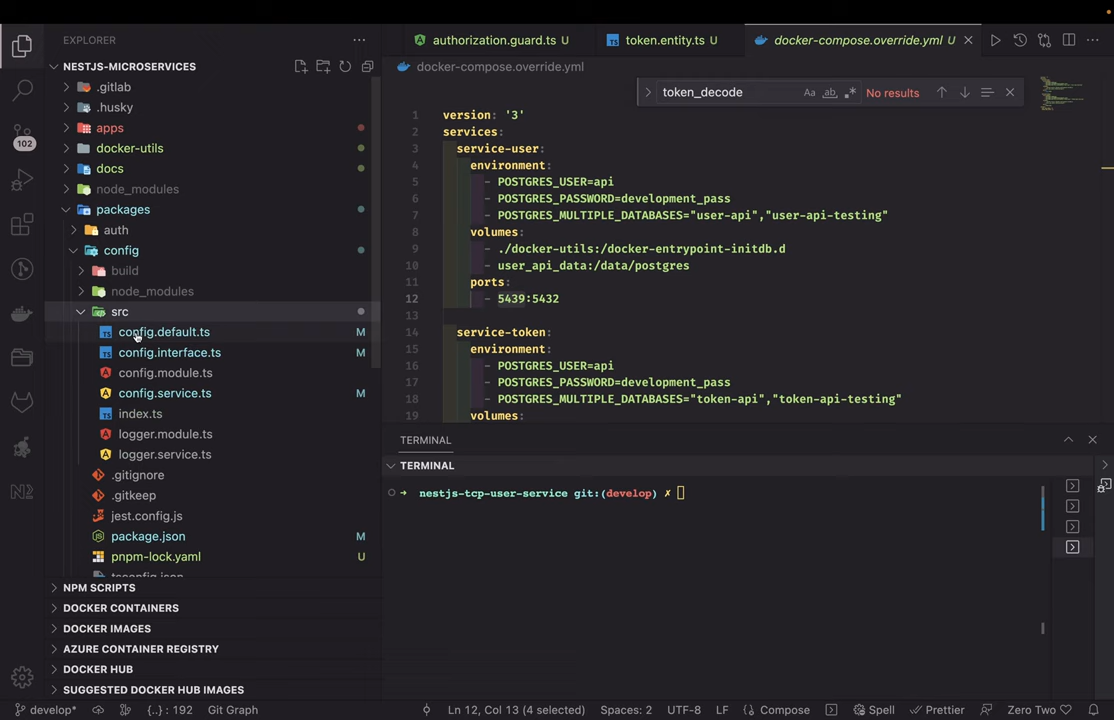 EXPLORER
NESTJS-MICROSERVICES
.gitlab
.husky
apps
docker-utils
docs
node_modules
packages
auth
config
build
node_modules
src
config.default.ts M
config.interface.ts M
config.module.ts
config.service.ts M
index.ts
logger.module.ts
logger.service.ts
.gitignore
.gitkeep
jest.config.js
package.json M
pnpm-lock.yaml U
tsconfig.json
NPM SCRIPTS
DOCKER CONTAINERS
DOCKER IMAGES
AZURE CONTAINER REGISTRY
DOCKER HUB
SUGGESTED DOCKER HUB IMAGES
102
authorization.guard.ts U
token.entity.ts U
docker-compose.override.yml U
docker-compose.override.yml
token_decode Aa ab No results
1 version: '3'
2 services:
3 service-user:
4 environment:
5 - POSTGRES_USER=api
6 - POSTGRES_PASSWORD=development_pass
7 - POSTGRES_MULTIPLE_DATABASES="user-api","user-api-testing"
8 volumes:
9 - ./docker-utils:/docker-entrypoint-initdb.d
10 - user_api_data:/data/postgres
11 ports:
12 - 5439:5432
13
14 service-token:
15 environment:
16 - POSTGRES_USER=api
17 - POSTGRES_PASSWORD=development_pass
18 - POSTGRES_MULTIPLE_DATABASES="token-api","token-api-testing"
19 volumes:
TERMINAL
TERMINAL
nestjs-tcp-user-service git:(develop) ✗
develop* {..} : 192 Git Graph Ln 12, Col 13 (4 selected) Spaces: 2 UTF-8 LF Compose Spell Prettier Zero Two